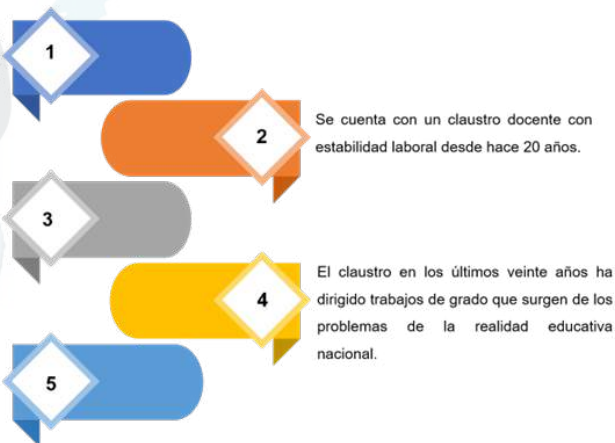 1
2
Se cuenta con un claustro docente con
estabilidad laboral desde hace 20 años.
3
4
El claustro en los últimos veinte años ha
dirigido trabajos de grado que surgen de los
problemas de la realidad educativa
nacional.
5